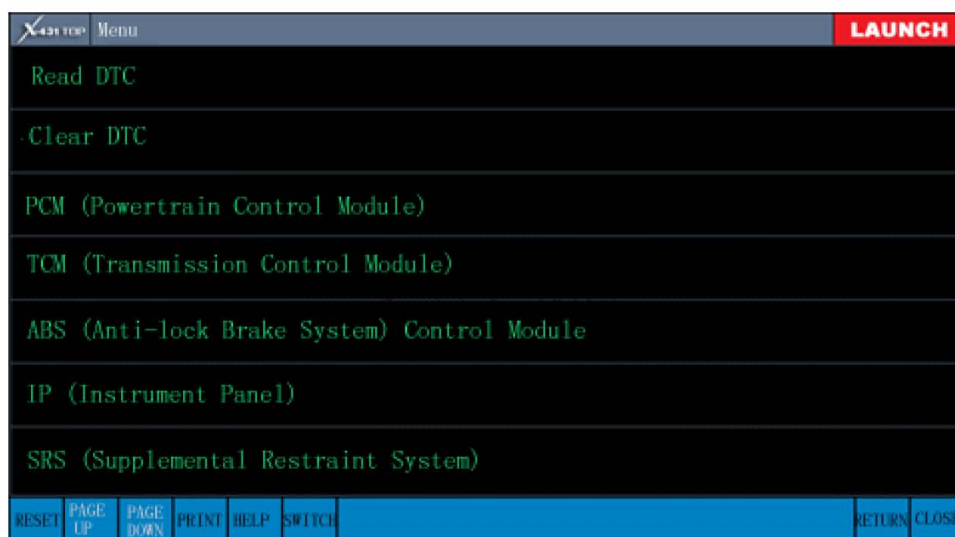 X-431 TOP Menu LAUNCH
Read DTC
Clear DTC
PCM (Powertrain Control Module)
TCM (Transmission Control Module)
ABS (Anti-lock Brake System) Control Module
IP (Instrument Panel)
SRS (Supplemental Restraint System)
RESET PAGE UP PAGE DOWN PRINT HELP SWITCH RETURN CLOSE